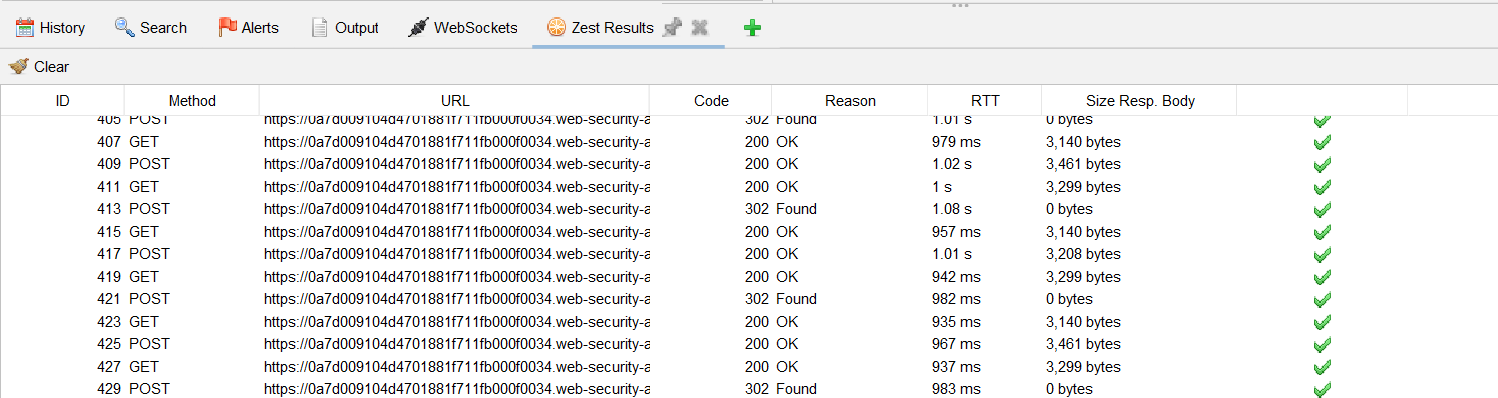 History Search Alerts Output WebSockets Zest Results
Clear
ID Method URL Code Reason RTT Size Resp. Body
405 POST https://0a7d009104d4701881f711fb000f0034.web-security-a 302 Found 1.01 s 0 bytes
407 GET https://0a7d009104d4701881f711fb000f0034.web-security-a 200 OK 979 ms 3,140 bytes
409 POST https://0a7d009104d4701881f711fb000f0034.web-security-a 200 OK 1.02 s 3,461 bytes
411 GET https://0a7d009104d4701881f711fb000f0034.web-security-a 200 OK 1 s 3,299 bytes
413 POST https://0a7d009104d4701881f711fb000f0034.web-security-a 302 Found 1.08 s 0 bytes
415 GET https://0a7d009104d4701881f711fb000f0034.web-security-a 200 OK 957 ms 3,140 bytes
417 POST https://0a7d009104d4701881f711fb000f0034.web-security-a 200 OK 1.01 s 3,208 bytes
419 GET https://0a7d009104d4701881f711fb000f0034.web-security-a 200 OK 942 ms 3,299 bytes
421 POST https://0a7d009104d4701881f711fb000f0034.web-security-a 302 Found 982 ms 0 bytes
423 GET https://0a7d009104d4701881f711fb000f0034.web-security-a 200 OK 935 ms 3,140 bytes
425 POST https://0a7d009104d4701881f711fb000f0034.web-security-a 200 OK 967 ms 3,461 bytes
427 GET https://0a7d009104d4701881f711fb000f0034.web-security-a 200 OK 937 ms 3,299 bytes
429 POST https://0a7d009104d4701881f711fb000f0034.web-security-a 302 Found 983 ms 0 bytes